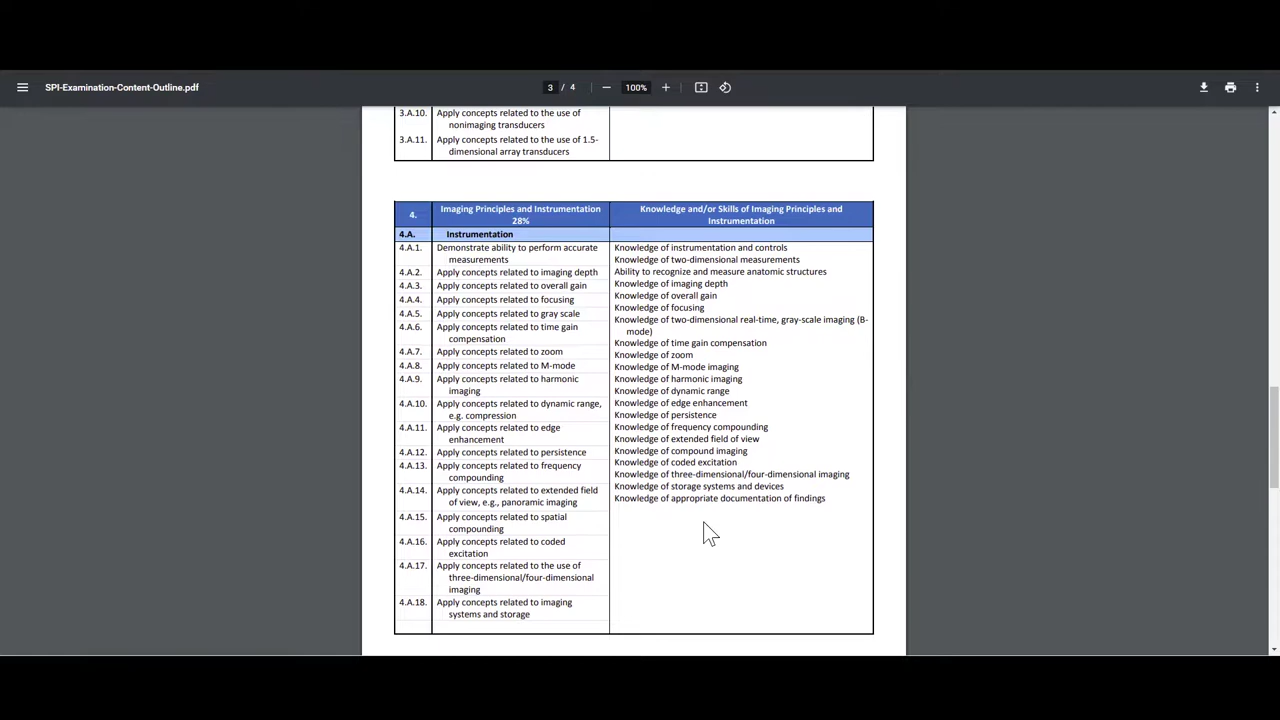 SPI-Examination-Content-Outline.pdf
3 / 4
100%
3.A.10. Apply concepts related to the use of
nonimaging transducers
3.A.11. Apply concepts related to the use of 1.5-
dimensional array transducers
4. Imaging Principles and Instrumentation
28%
Knowledge and/or Skills of Imaging Principles and
Instrumentation
4.A. Instrumentation
4.A.1. Demonstrate ability to perform accurate
measurements
4.A.2. Apply concepts related to imaging depth
4.A.3. Apply concepts related to overall gain
4.A.4. Apply concepts related to focusing
4.A.5. Apply concepts related to gray scale
4.A.6. Apply concepts related to time gain
compensation
4.A.7. Apply concepts related to zoom
4.A.8. Apply concepts related to M-mode
4.A.9. Apply concepts related to harmonic
imaging
4.A.10. Apply concepts related to dynamic range,
e.g. compression
4.A.11. Apply concepts related to edge
enhancement
4.A.12. Apply concepts related to persistence
4.A.13. Apply concepts related to frequency
compounding
4.A.14. Apply concepts related to extended field
of view, e.g., panoramic imaging
4.A.15. Apply concepts related to spatial
compounding
4.A.16. Apply concepts related to coded
excitation
4.A.17. Apply concepts related to the use of
three-dimensional/four-dimensional
imaging
4.A.18. Apply concepts related to imaging
systems and storage
Knowledge of instrumentation and controls
Knowledge of two-dimensional measurements
Ability to recognize and measure anatomic structures
Knowledge of imaging depth
Knowledge of overall gain
Knowledge of focusing
Knowledge of two-dimensional real-time, gray-scale imaging (B-
mode)
Knowledge of time gain compensation
Knowledge of zoom
Knowledge of M-mode imaging
Knowledge of harmonic imaging
Knowledge of dynamic range
Knowledge of edge enhancement
Knowledge of persistence
Knowledge of frequency compounding
Knowledge of extended field of view
Knowledge of compound imaging
Knowledge of coded excitation
Knowledge of three-dimensional/four-dimensional imaging
Knowledge of storage systems and devices
Knowledge of appropriate documentation of findings